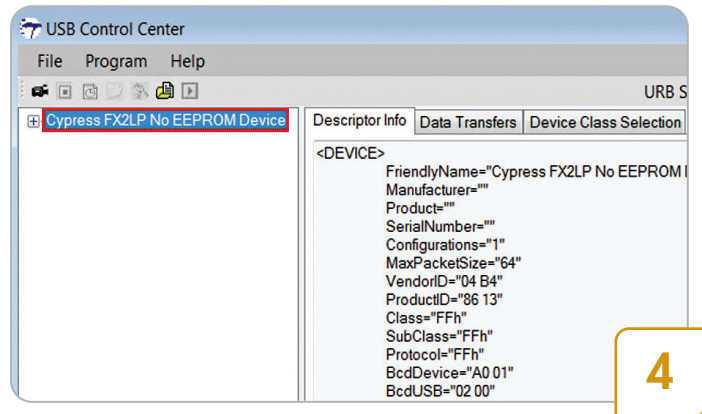 USB Control Center
File Program Help
URB S
Cypress FX2LP No EEPROM Device
Descriptor Info Data Transfers Device Class Selection
<DEVICE>
FriendlyName="Cypress FX2LP No EEPROM
Manufacturer=""
Product=""
SerialNumber=""
Configurations="1"
MaxPacketSize="64"
VendorID="04 B4"
ProductID="86 13"
Class="FFh"
SubClass="FFh"
Protocol="FFh"
BcdDevice="A0 01"
BcdUSB="02 00"
4